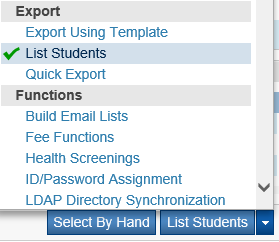 Export
Export Using Template
List Students
Quick Export
Functions
Build Email Lists
Fee Functions
Health Screenings
ID/Password Assignment
LDAP Directory Synchronization
Select By Hand
List Students